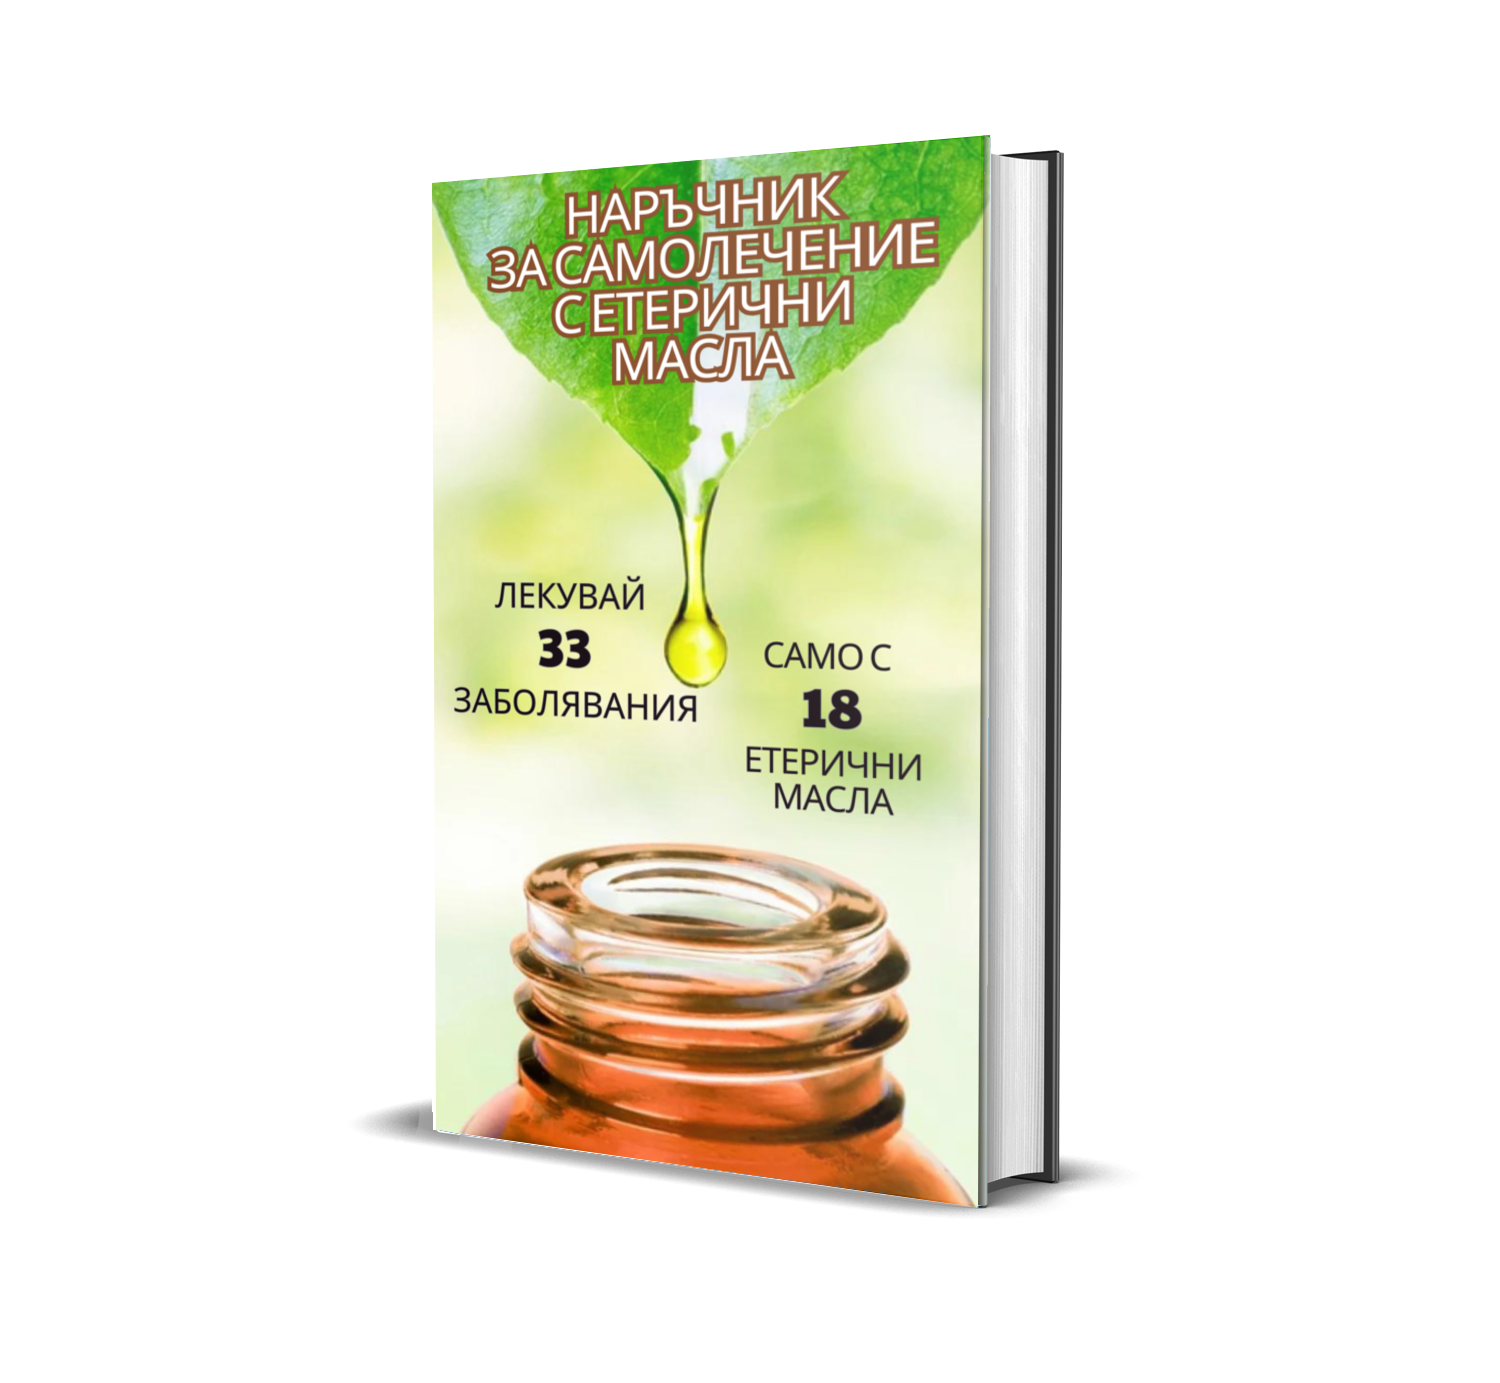 НАРЪЧНИК
ЗА САМОЛЕЧЕНИЕ
С ЕТЕРИЧНИ
МАСЛА
ЛЕКУВАЙ
33
ЗАБОЛЯВАНИЯ
САМО С
18
ЕТЕРИЧНИ
МАСЛА